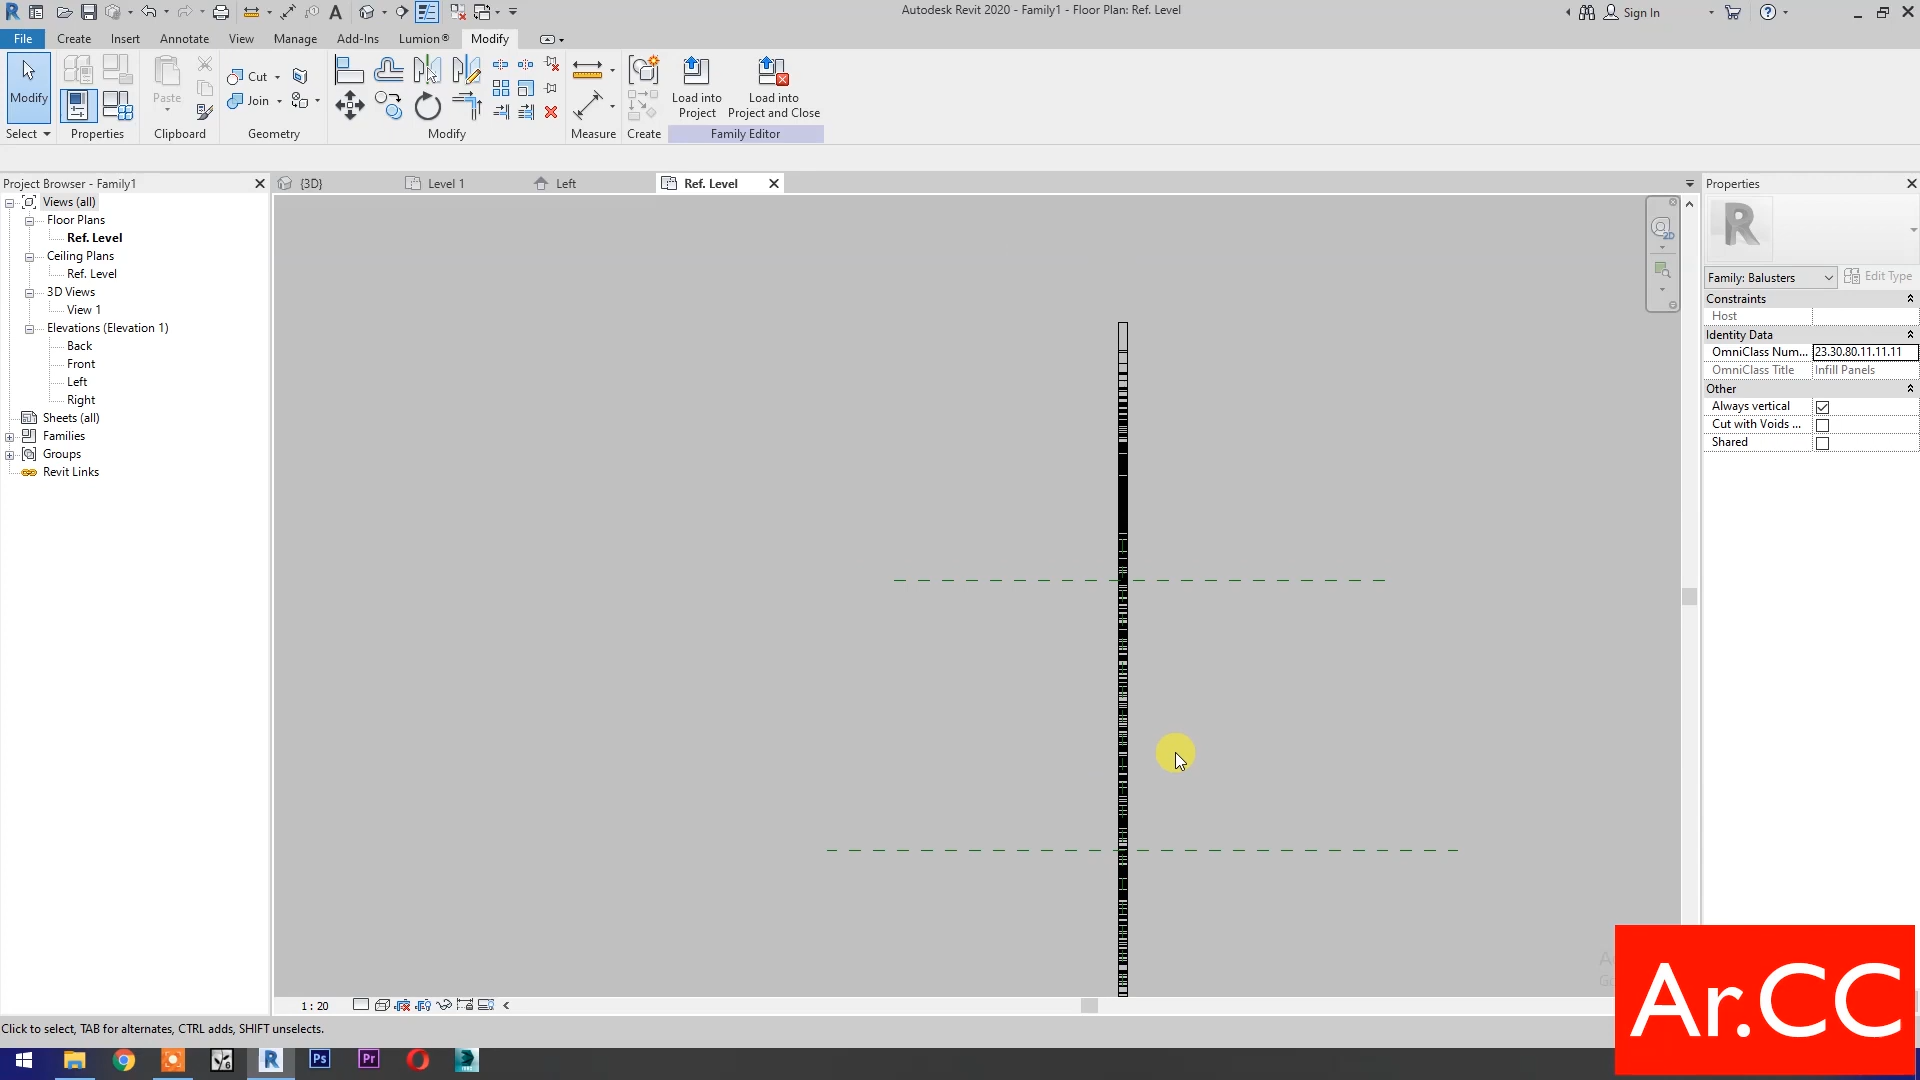 Autodesk Revit 2020 - Family1 - Floor Plan: Ref. Level
Sign In
File
Create
Insert
Annotate
View
Manage
Add-Ins
Lumion®
Modify
Modify
Paste
Cut
Join
Load into
Project
Load into
Project and Close
Select
Properties
Clipboard
Geometry
Modify
Measure
Create
Family Editor
Project Browser - Family1
{3D}
Level 1
Left
Ref. Level
Properties
Views (all)
Floor Plans
Ref. Level
Ceiling Plans
Ref. Level
3D Views
View 1
Elevations (Elevation 1)
Back
Front
Left
Right
Sheets (all)
Families
Groups
Revit Links
2D
Family: Balusters
Edit Type
Constraints
Host
Identity Data
OmniClass Num... 23.30.80.11.11.11
OmniClass Title Infill Panels
Other
Always vertical
Cut with Voids ...
Shared
1 : 20
Click to select, TAB for alternates, CTRL adds, SHIFT unselects.
Ar.CC
Ps
Pr